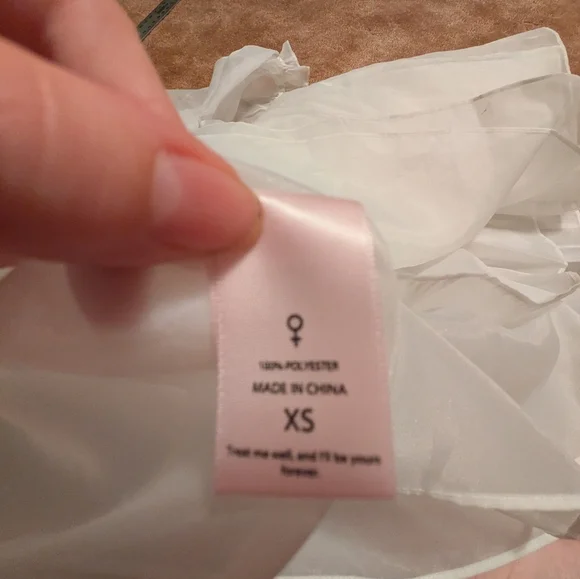 100% POLYESTER
MADE IN CHINA
XS
Treat me well, and I'll be yours
forever.